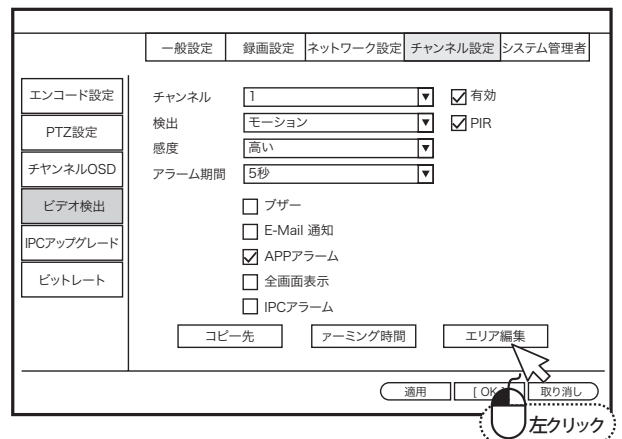 一般設定 録画設定 ネットワーク設定 チャンネル設定 システム管理者
エンコード設定
PTZ設定
チャンネルOSD
ビデオ検出
IPCアップグレード
ビットレート
チャンネル 1 有効
検出 モーション PIR
感度 高い
アラーム期間 5秒
ブザー
E-Mail 通知
APPアラーム
全画面表示
IPCアラーム
コピー先 ァーミング時間 エリア編集
適用 [ OK 取り消し
左クリック